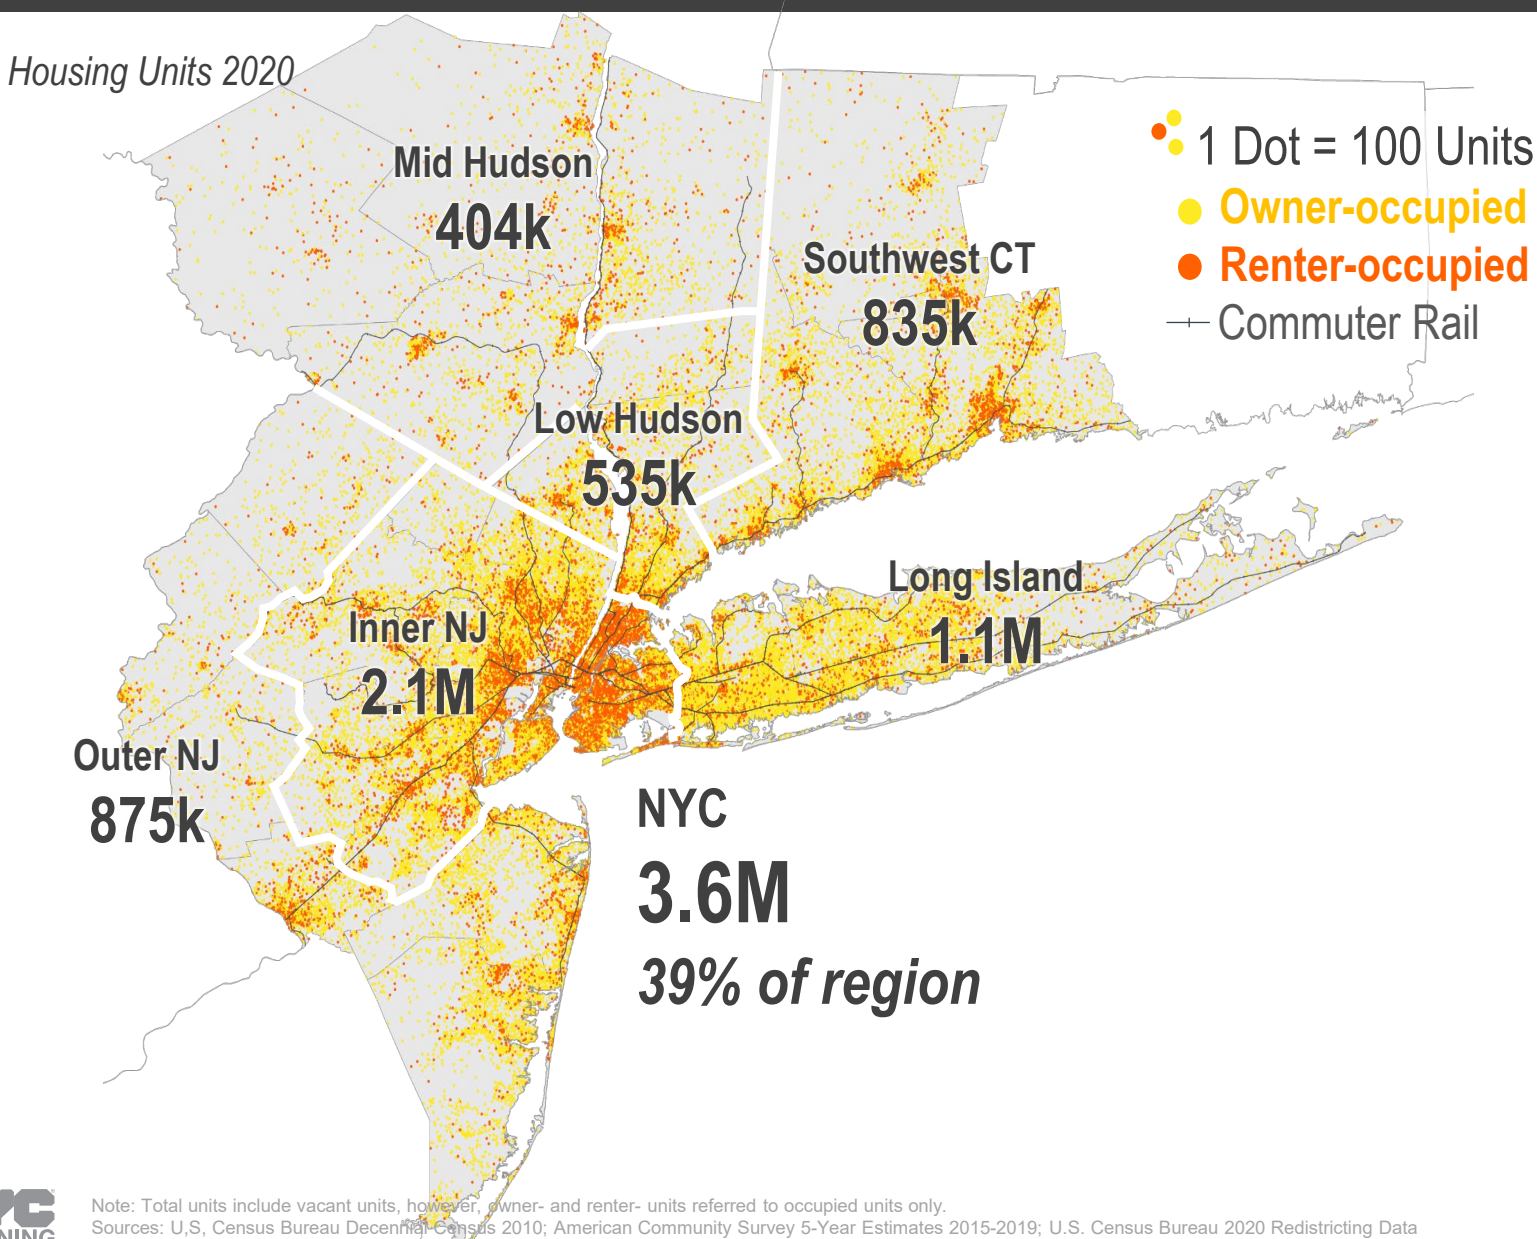 Housing Units 2020
1 Dot = 100 Units
Owner-occupied
Renter-occupied
Commuter Rail
Mid Hudson
404k
Southwest CT
835k
Low Hudson
535k
Long Island
1.1M
Inner NJ
2.1M
Outer NJ
875k
NYC
3.6M
39% of region
Note: Total units include vacant units, however, owner- and renter- units referred to occupied units only.
Sources: U,S, Census Bureau Decennial Census 2010; American Community Survey 5-Year Estimates 2015-2019; U.S. Census Bureau 2020 Redistricting Data